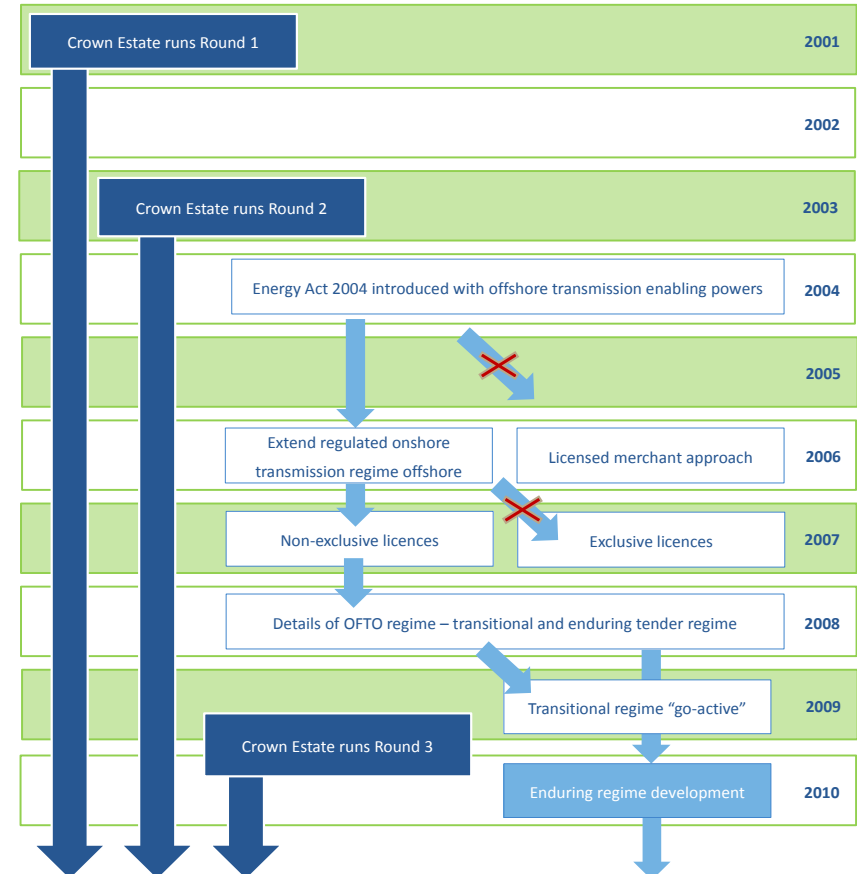 Crown Estate runs Round 1
2001
2002
Crown Estate runs Round 2
2003
Energy Act 2004 introduced with offshore transmission enabling powers
2004
2005
Extend regulated onshore
transmission regime offshore
Licensed merchant approach
2006
Non-exclusive licences
Exclusive licences
2007
Details of OFTO regime – transitional and enduring tender regime
2008
Transitional regime “go-active”
2009
Crown Estate runs Round 3
Enduring regime development
2010